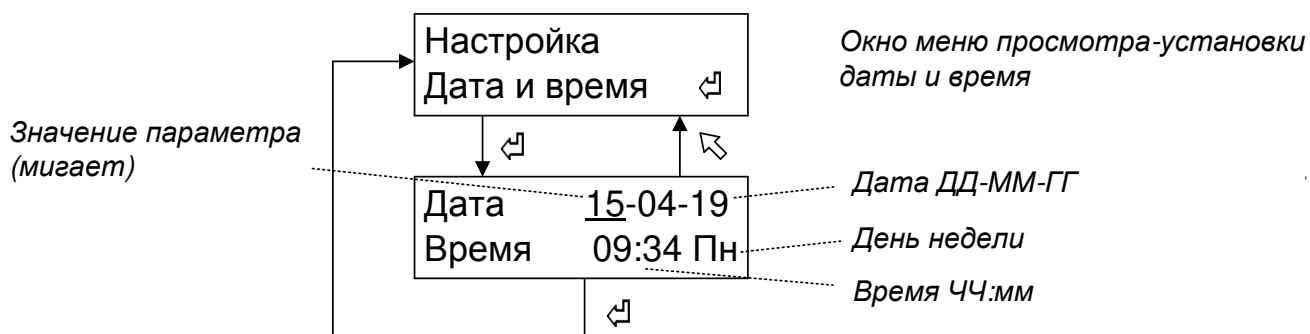 Настройка
Дата и время
Окно меню просмотра-установки
даты и время
Значение параметра
(мигает)
Дата 15-04-19
Время 09:34 Пн
Дата ДД-ММ-ГГ
День недели
Время ЧЧ:мм